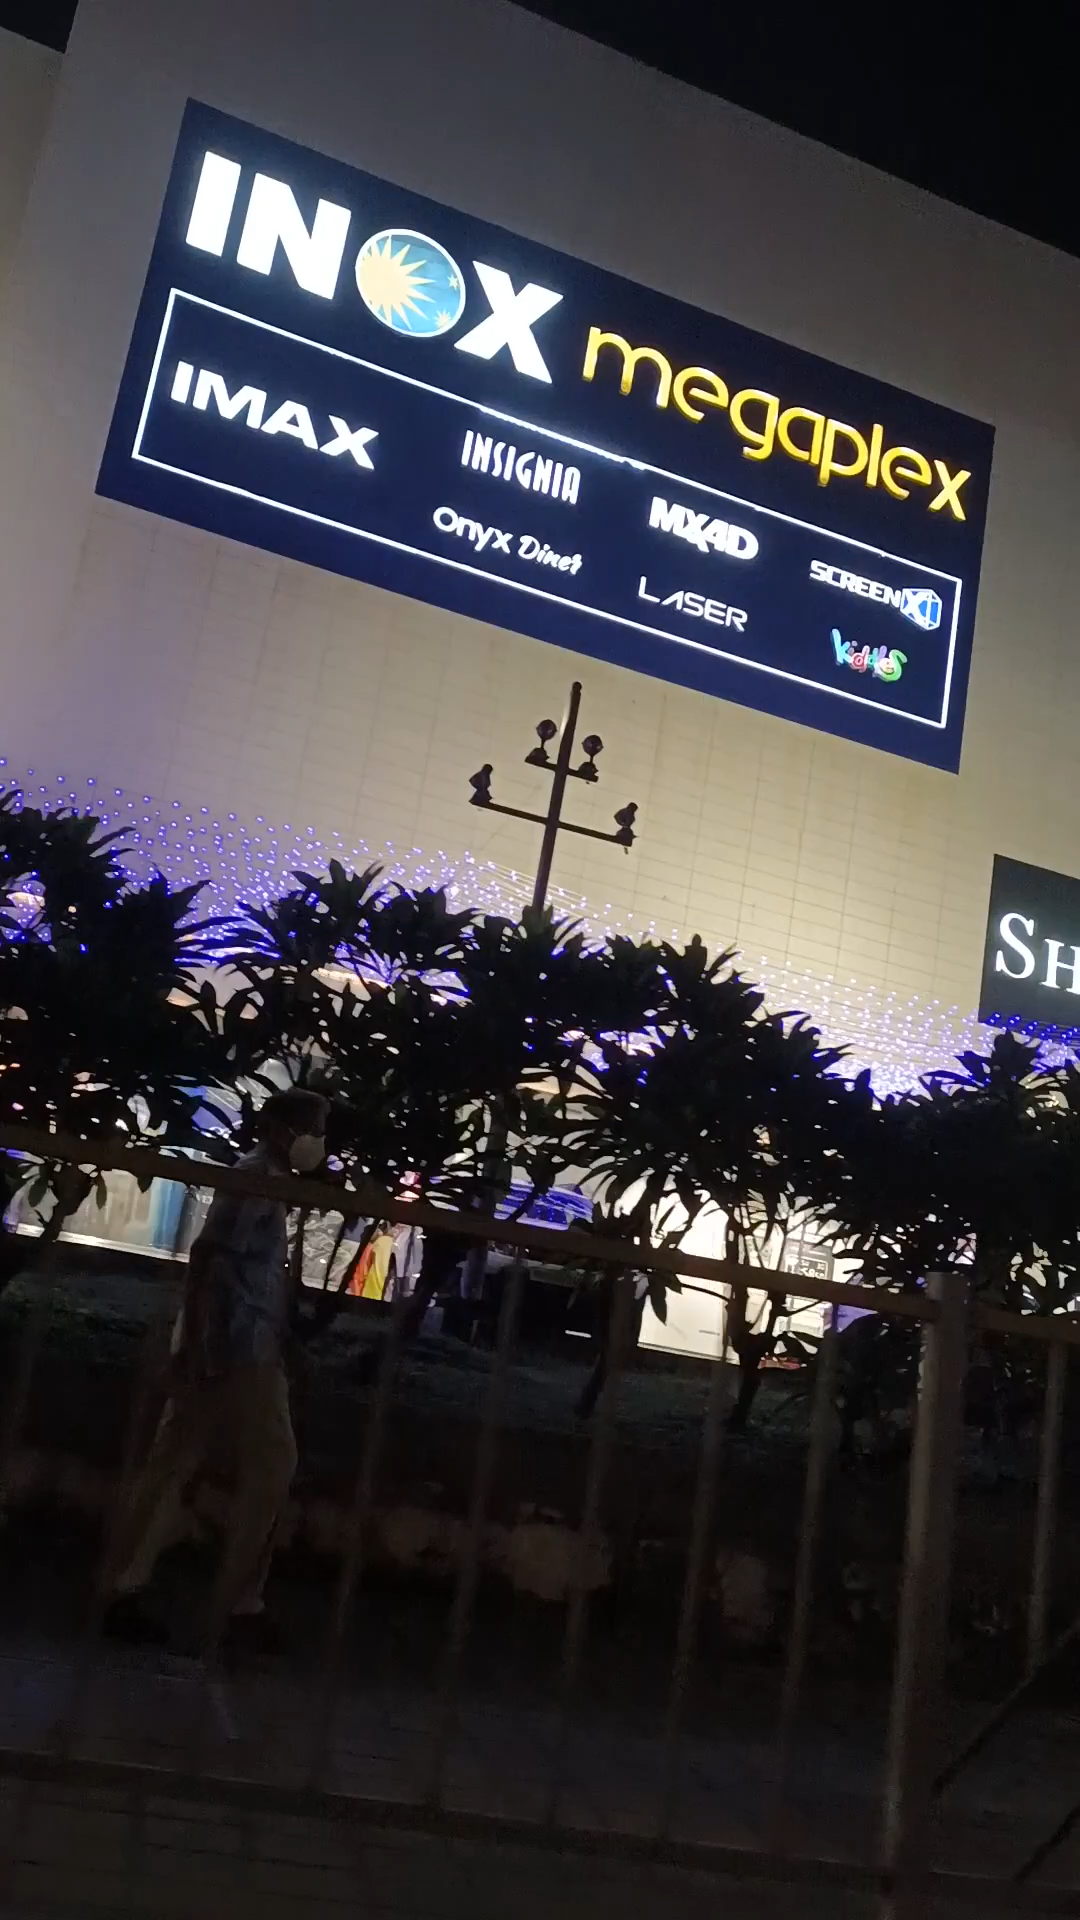 INOX megaplex
IMAX
INSIGNIA
MX4D
SCREENX
Onyx Diner
LASER
kiddles
SH